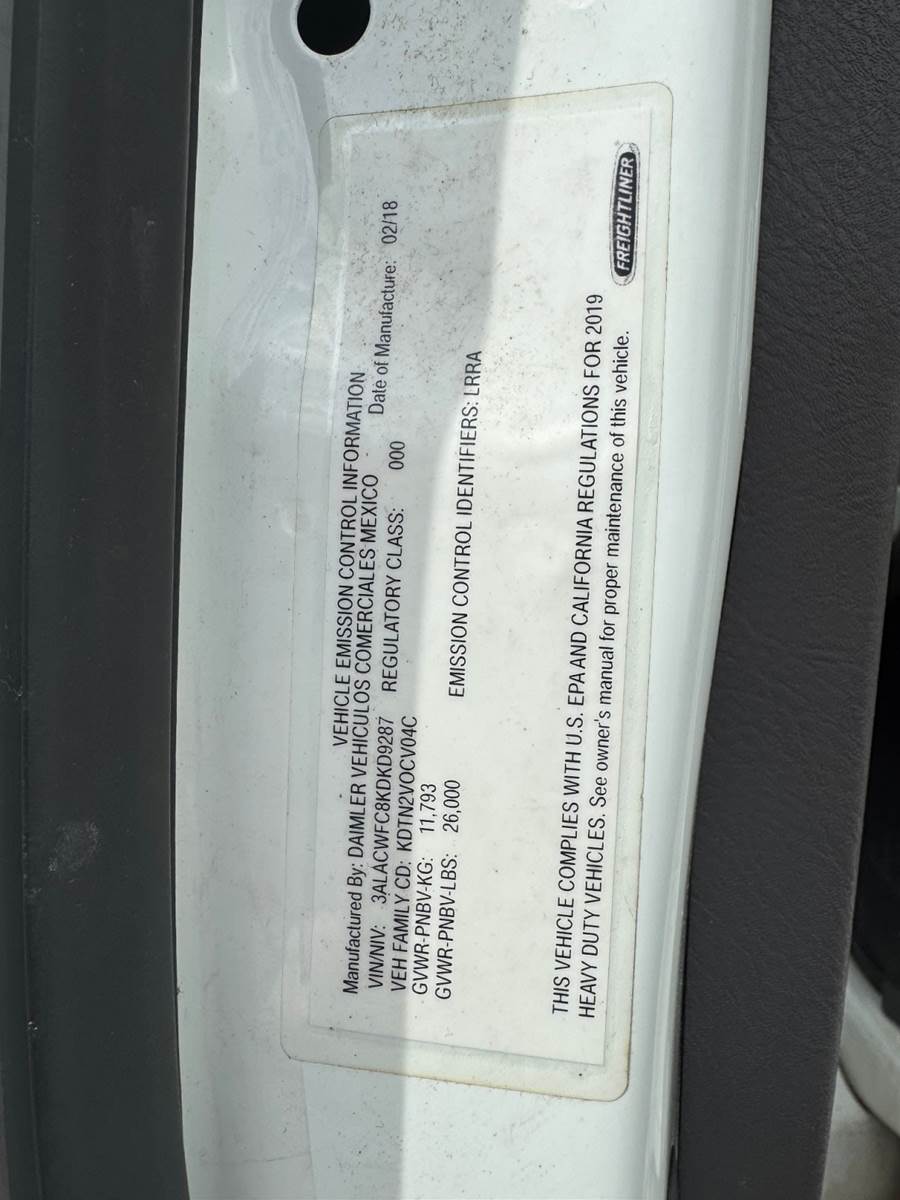 VEHICLE EMISSION CONTROL INFORMATION
Manufactured By: DAIMLER VEHICULOS COMERCIALES MEXICO
VIN/NIV: 3ALACWFC8KDKD9287 REGULATORY CLASS: 000 Date of Manufacture: 02/18
VEH FAMILY CD: KDTN2VOCV04C
GVWR-PNBV-KG: 11,793
GVWR-PNBV-LBS: 26,000
EMISSION CONTROL IDENTIFIERS: LRRA
THIS VEHICLE COMPLIES WITH U.S. EPA AND CALIFORNIA REGULATIONS FOR 2019
HEAVY DUTY VEHICLES. See owner's manual for proper maintenance of this vehicle.
FREIGHTLINER®